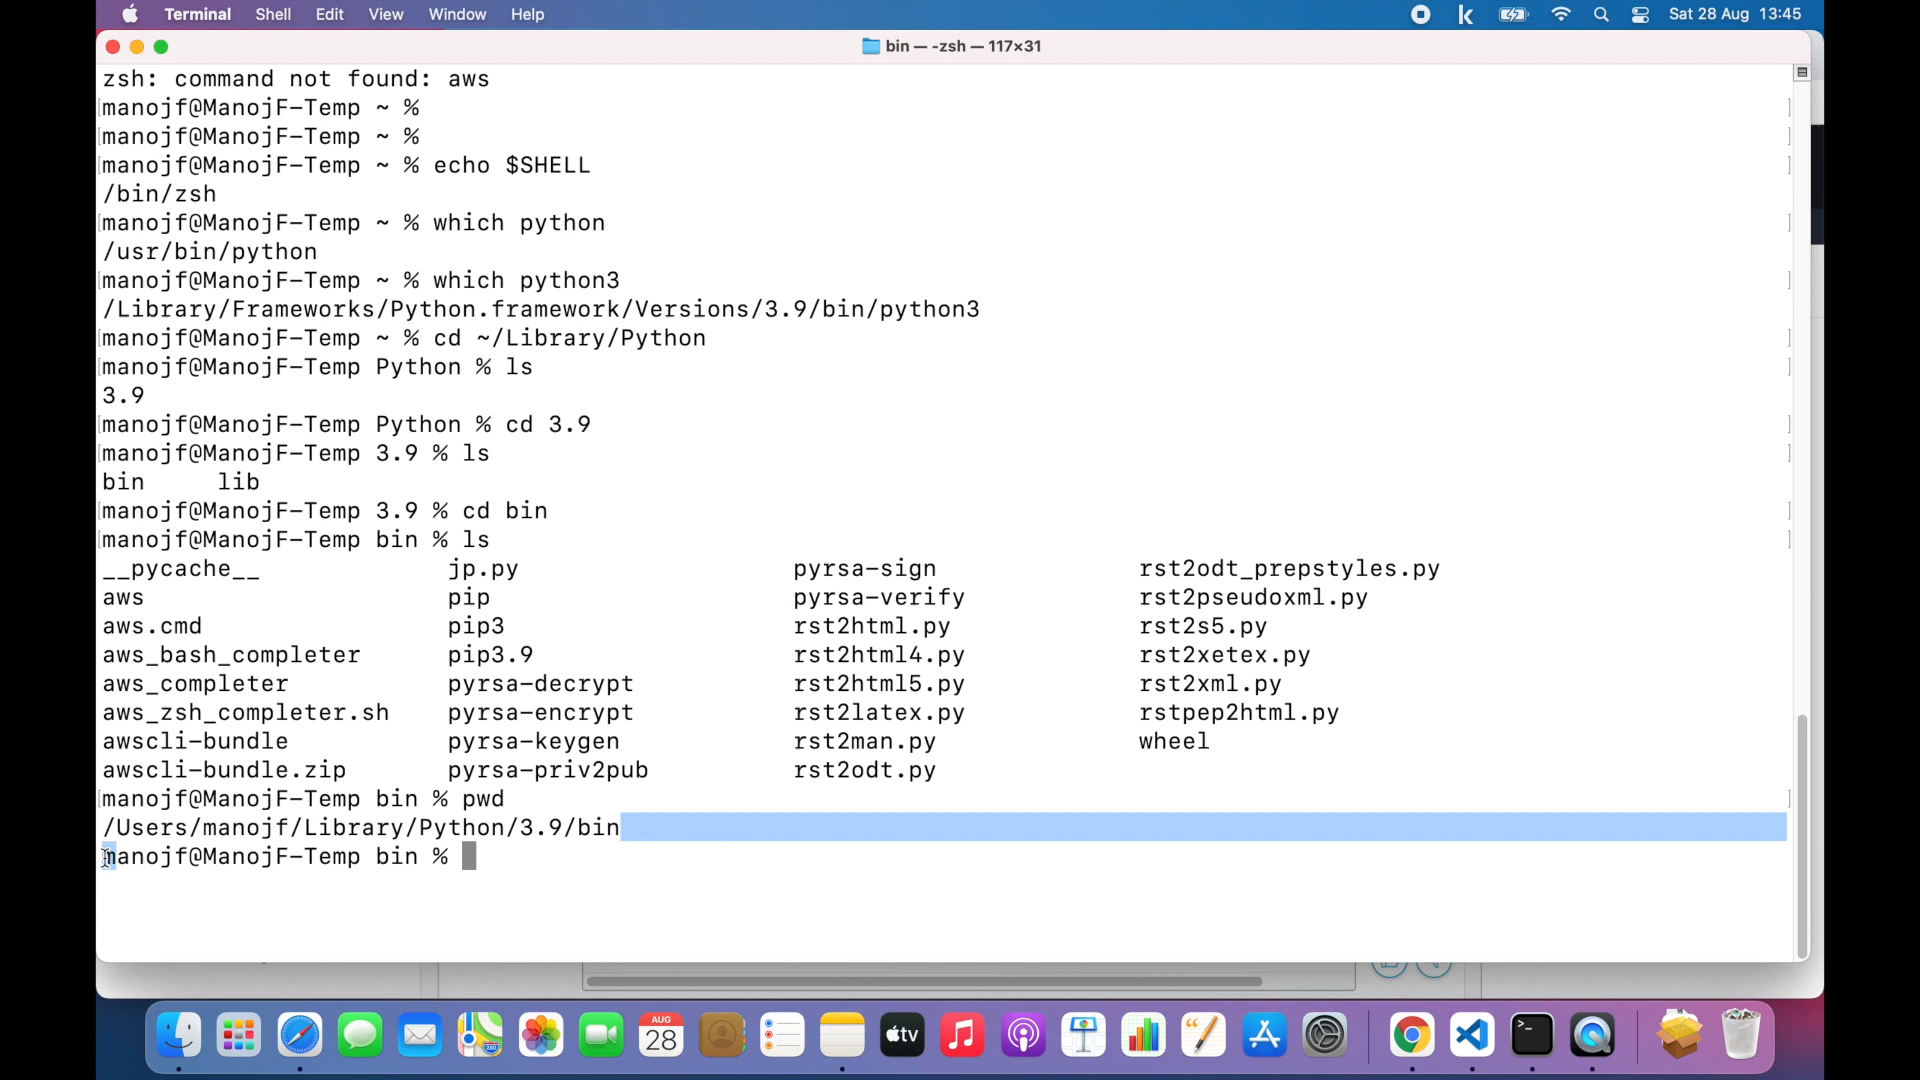 Terminal Shell Edit View Window Help Sat 28 Aug 13:45
bin — -zsh — 117×31
zsh: command not found: aws
manojf@ManojF-Temp ~ %
manojf@ManojF-Temp ~ %
manojf@ManojF-Temp ~ % echo $SHELL
/bin/zsh
manojf@ManojF-Temp ~ % which python
/usr/bin/python
manojf@ManojF-Temp ~ % which python3
/Library/Frameworks/Python.framework/Versions/3.9/bin/python3
manojf@ManojF-Temp ~ % cd ~/Library/Python
manojf@ManojF-Temp Python % ls
3.9
manojf@ManojF-Temp Python % cd 3.9
manojf@ManojF-Temp 3.9 % ls
bin lib
manojf@ManojF-Temp 3.9 % cd bin
manojf@ManojF-Temp bin % ls
__pycache__ jp.py pyrsa-sign rst2odt_prepstyles.py
aws pip pyrsa-verify rst2pseudoxml.py
aws.cmd pip3 rst2html.py rst2s5.py
aws_bash_completer pip3.9 rst2html4.py rst2xetex.py
aws_completer pyrsa-decrypt rst2html5.py rst2xml.py
aws_zsh_completer.sh pyrsa-encrypt rst2latex.py rstpep2html.py
awscli-bundle pyrsa-keygen rst2man.py wheel
awscli-bundle.zip pyrsa-priv2pub rst2odt.py
manojf@ManojF-Temp bin % pwd
/Users/manojf/Library/Python/3.9/bin
manojf@ManojF-Temp bin %
AUG
28
tv